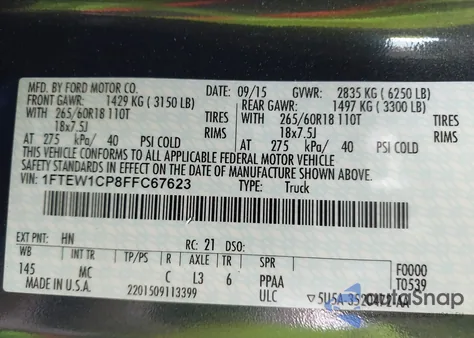 MFD. BY FORD MOTOR CO. DATE: 09/15 GVWR: 2835 KG ( 6250 LB)
FRONT GAWR: 1429 KG ( 3150 LB) REAR GAWR: 1497 KG ( 3300 LB)
WITH 265/60R18 110T TIRES WITH 265/60R18 110T TIRES
18x7.5J RIMS 18x7.5J RIMS
AT 275 kPa/ 40 PSI COLD AT 275 kPa/ 40 PSI COLD
THIS VEHICLE CONFORMS TO ALL APPLICABLE FEDERAL MOTOR VEHICLE
SAFETY STANDARDS IN EFFECT ON THE DATE OF MANUFACTURE SHOWN ABOVE.
VIN: 1FTEW1CP8FFC67623 TYPE: Truck
EXT PNT: HN RC: 21 DSO:
WB INT TR TP/PS R AXLE TR SPR F0000
145 MC C L3 6 PPAA T0539
MADE IN U.S.A. 2201509113399 ULC
autoSnap